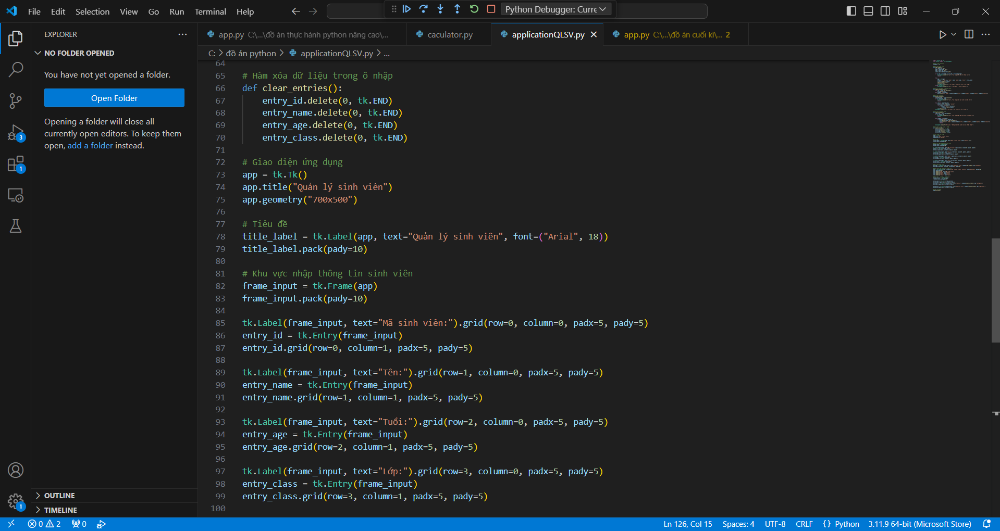 File Edit Selection View Go Run Terminal Help
Python Debugger: Curre
EXPLORER
NO FOLDER OPENED
You have not yet opened a folder.
Open Folder
Opening a folder will close all
currently open editors. To keep them
open, add a folder instead.
OUTLINE
TIMELINE
3
1
1
app.py C:\...\đồ án thực hành python nâng cao\...
caculator.py
applicationQLSV.py
app.py C:\...\đồ án cuối kì\... 2
C: > đồ án python > applicationQLSV.py > ...
64
65 # Hàm xóa dữ liệu trong ô nhập
66 def clear_entries():
67     entry_id.delete(0, tk.END)
68     entry_name.delete(0, tk.END)
69     entry_age.delete(0, tk.END)
70     entry_class.delete(0, tk.END)
71
72 # Giao diện ứng dụng
73 app = tk.Tk()
74 app.title("Quản lý sinh viên")
75 app.geometry("700x500")
76
77 # Tiêu đề
78 title_label = tk.Label(app, text="Quản lý sinh viên", font=("Arial", 18))
79 title_label.pack(pady=10)
80
81 # Khu vực nhập thông tin sinh viên
82 frame_input = tk.Frame(app)
83 frame_input.pack(pady=10)
84
85 tk.Label(frame_input, text="Mã sinh viên:").grid(row=0, column=0, padx=5, pady=5)
86 entry_id = tk.Entry(frame_input)
87 entry_id.grid(row=0, column=1, padx=5, pady=5)
88
89 tk.Label(frame_input, text="Tên:").grid(row=1, column=0, padx=5, pady=5)
90 entry_name = tk.Entry(frame_input)
91 entry_name.grid(row=1, column=1, padx=5, pady=5)
92
93 tk.Label(frame_input, text="Tuổi:").grid(row=2, column=0, padx=5, pady=5)
94 entry_age = tk.Entry(frame_input)
95 entry_age.grid(row=2, column=1, padx=5, pady=5)
96
97 tk.Label(frame_input, text="Lớp:").grid(row=3, column=0, padx=5, pady=5)
98 entry_class = tk.Entry(frame_input)
99 entry_class.grid(row=3, column=1, padx=5, pady=5)
100
0 2 0 Ln 126, Col 15 Spaces: 4 UTF-8 CRLF {} Python 3.11.9 64-bit (Microsoft Store)